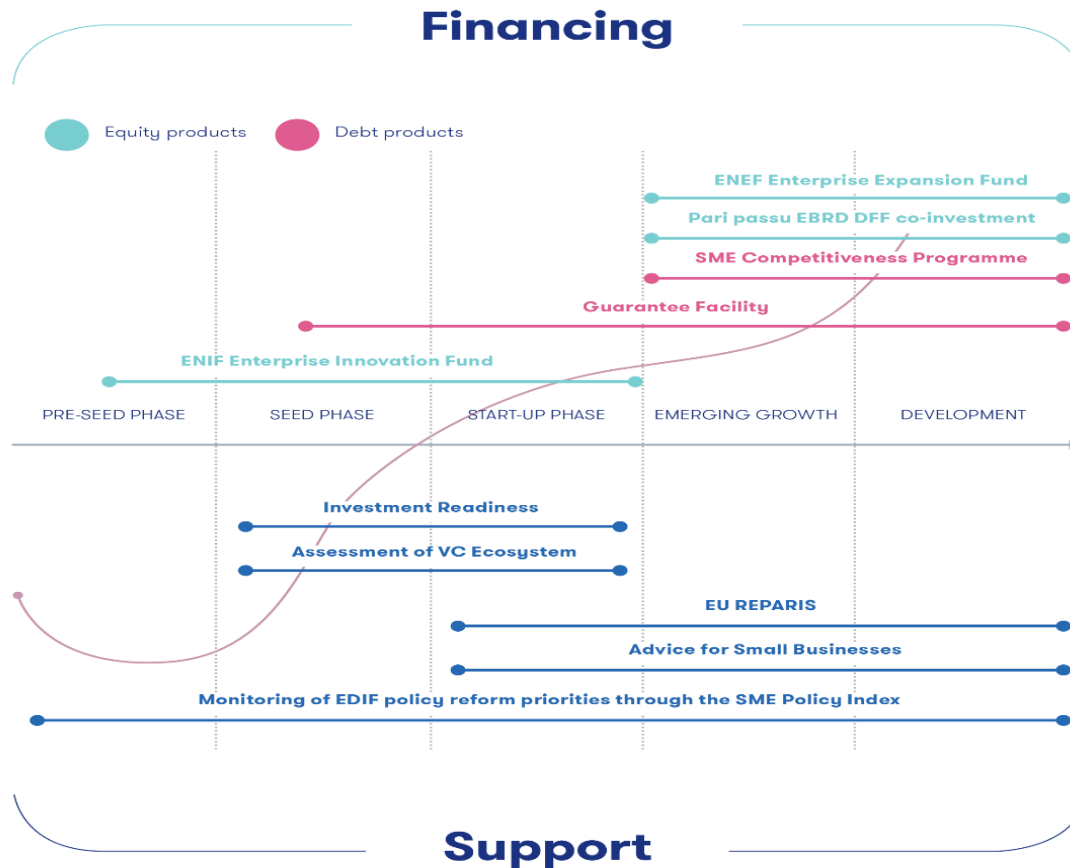 Financing
Equity products
Debt products
ENEF Enterprise Expansion Fund
Pari passu EBRD DFF co-investment
SME Competitiveness Programme
Guarantee Facility
ENIF Enterprise Innovation Fund
PRE-SEED PHASE
SEED PHASE
START-UP PHASE
EMERGING GROWTH
DEVELOPMENT
Investment Readiness
Assessment of VC Ecosystem
EU REPARIS
Advice for Small Businesses
Monitoring of EDIF policy reform priorities through the SME Policy Index
Support